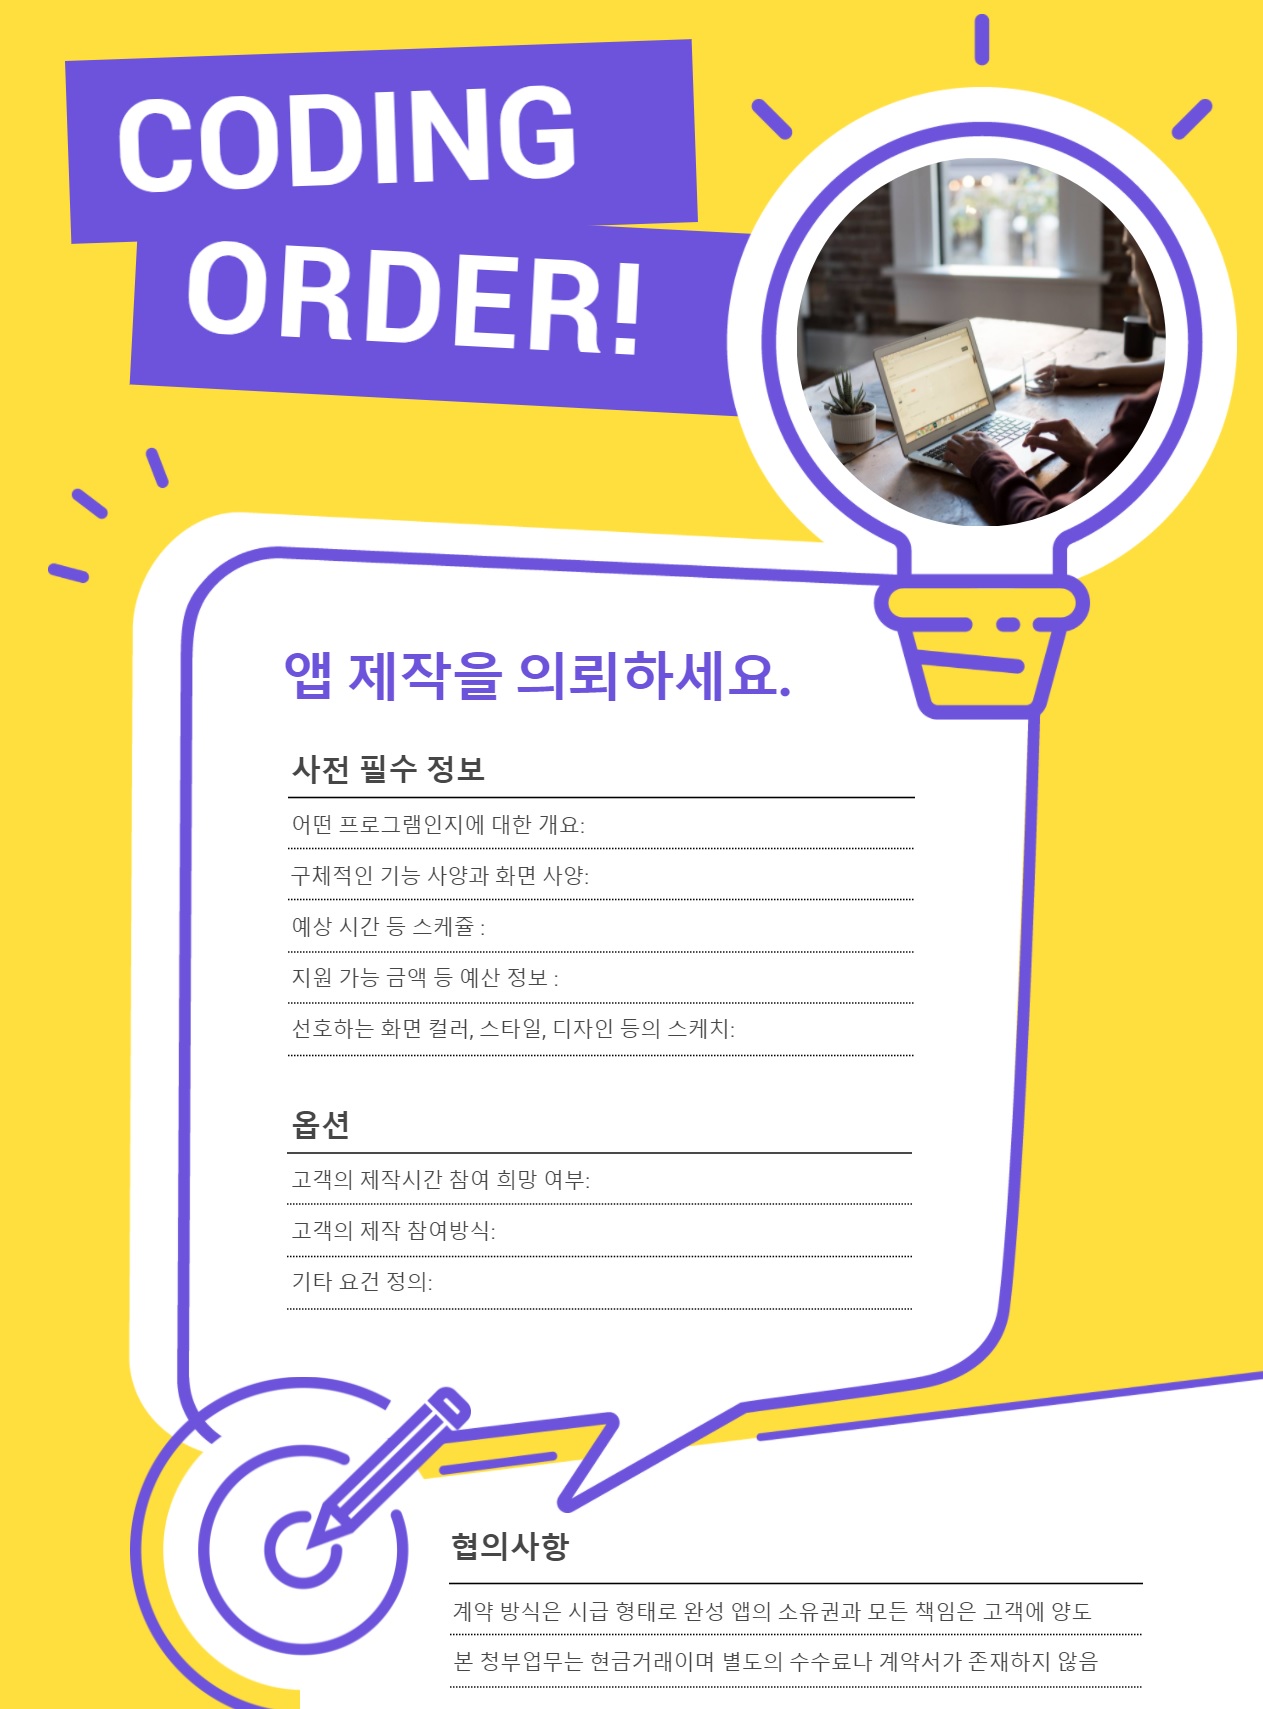 CODING
ORDER!
앱 제작을 의뢰하세요.
사전 필수 정보
어떤 프로그램인지에 대한 개요:
구체적인 기능 사양과 화면 사양:
예상 시간 등 스케쥴 :
지원 가능 금액 등 예산 정보 :
선호하는 화면 컬러, 스타일, 디자인 등의 스케치:
옵션
고객의 제작시간 참여 희망 여부:
고객의 제작 참여방식:
기타 요건 정의:
협의사항
계약 방식은 시급 형태로 완성 앱의 소유권과 모든 책임은 고객에 양도
본 청부업무는 현금거래이며 별도의 수수료나 계약서가 존재하지 않음